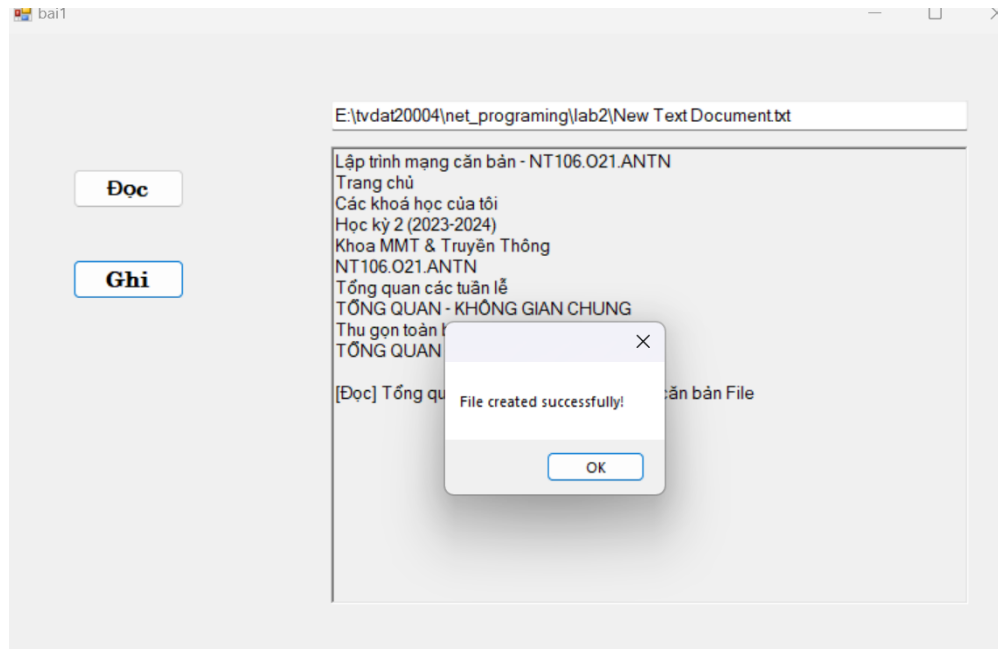 bai1
E:\tvdat20004\net_programing\lab2\New Text Document.txt
Đọc
Ghi
Lập trình mạng căn bản - NT106.O21.ANTN
Trang chủ
Các khoá học của tôi
Học kỳ 2 (2023-2024)
Khoa MMT & Truyền Thông
NT106.O21.ANTN
Tổng quan các tuần lễ
TỔNG QUAN - KHÔNG GIAN CHUNG
Thu gọn toàn
TỔNG QUAN
[Đọc] Tổng căn bản File
File created successfully!
OK